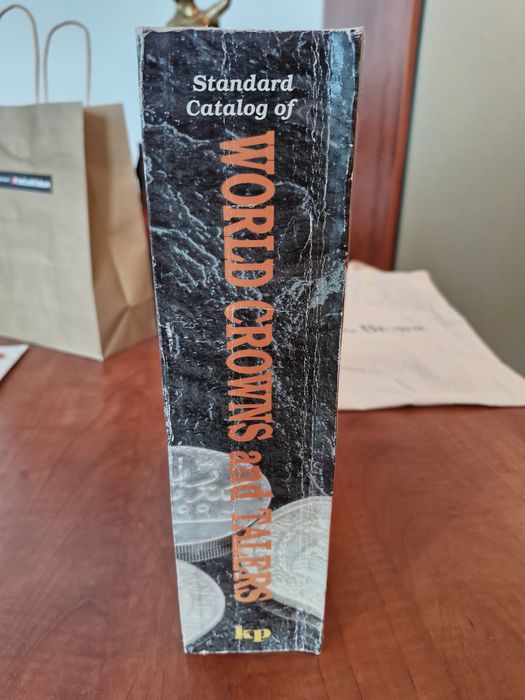 Standard
Catalog of
WORLD CROWNS and TALERS
kp